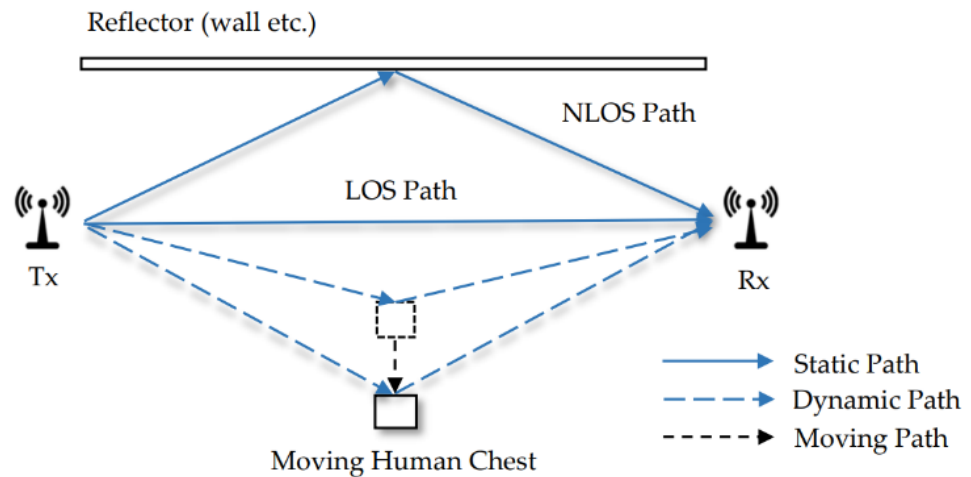 Reflector (wall etc.)
NLOS Path
LOS Path
Tx
Rx
Static Path
Dynamic Path
Moving Path
Moving Human Chest